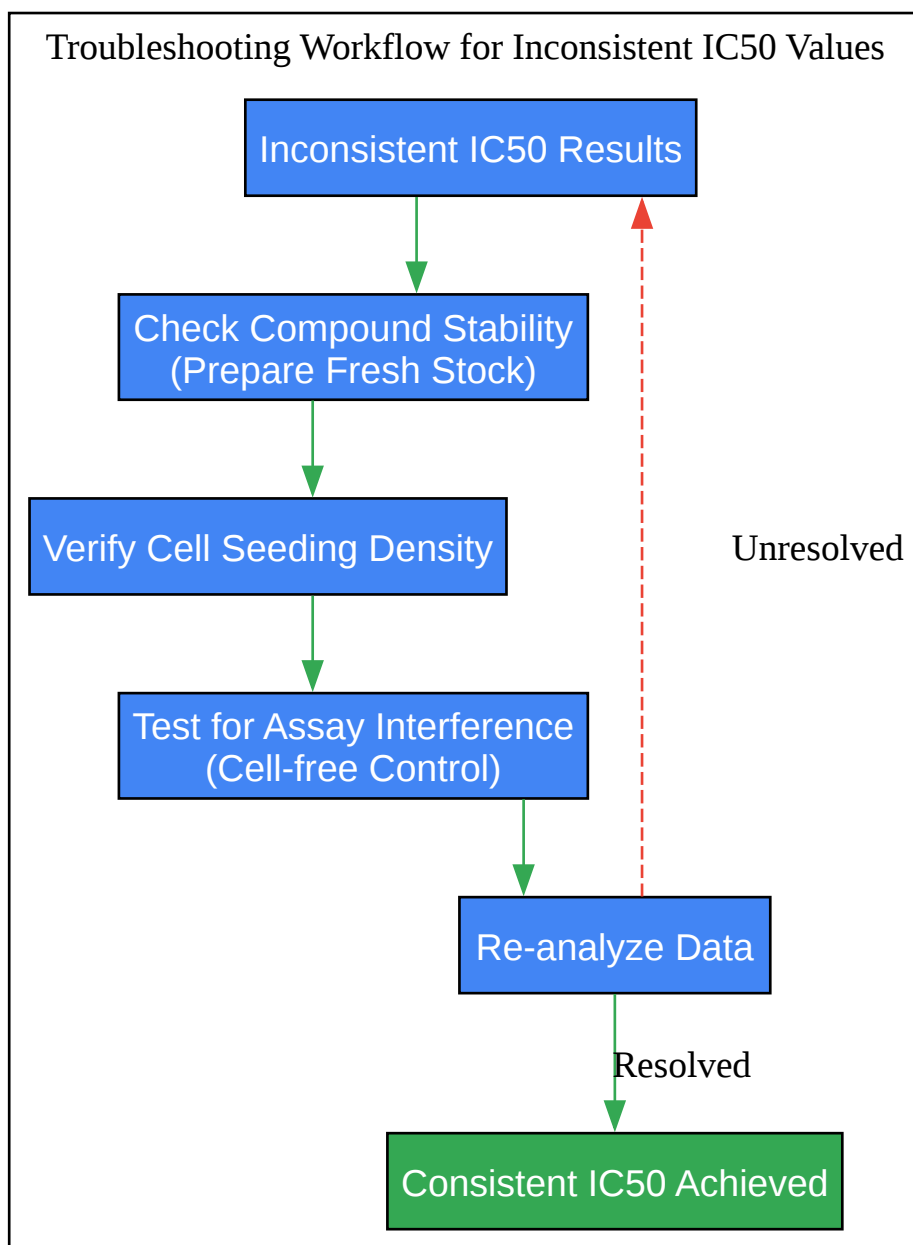 Troubleshooting Workflow for Inconsistent IC50 Values
Inconsistent IC50 Results
Check Compound Stability
(Prepare Fresh Stock)
Verify Cell Seeding Density
Unresolved
Test for Assay Interference
(Cell-free Control)
Re-analyze Data
Resolved
Consistent IC50 Achieved